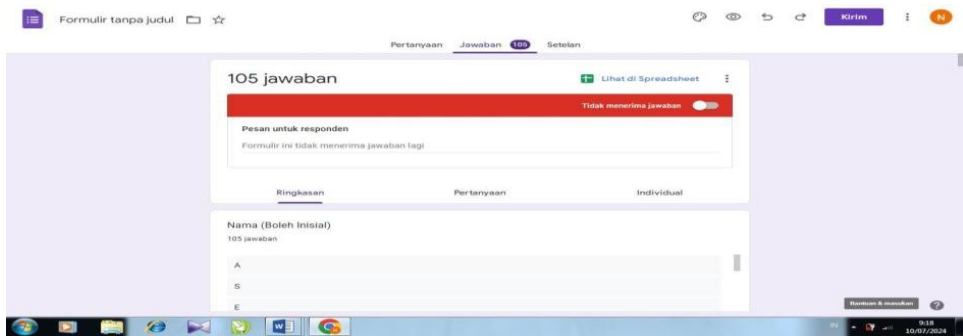 Formulir tanpa judul
Kirim
N
Pertanyaan Jawaban 105 Setelan
105 jawaban
Lihat di Spreadsheet
Tidak menerima jawaban
Pesan untuk responden
Formulir ini tidak menerima jawaban lagi
Ringkasan Pertanyaan Individual
Nama (Boleh Inisial)
105 jawaban
A
S
E
Bantuan & masukan
W
IN
9:18
10/07/2024